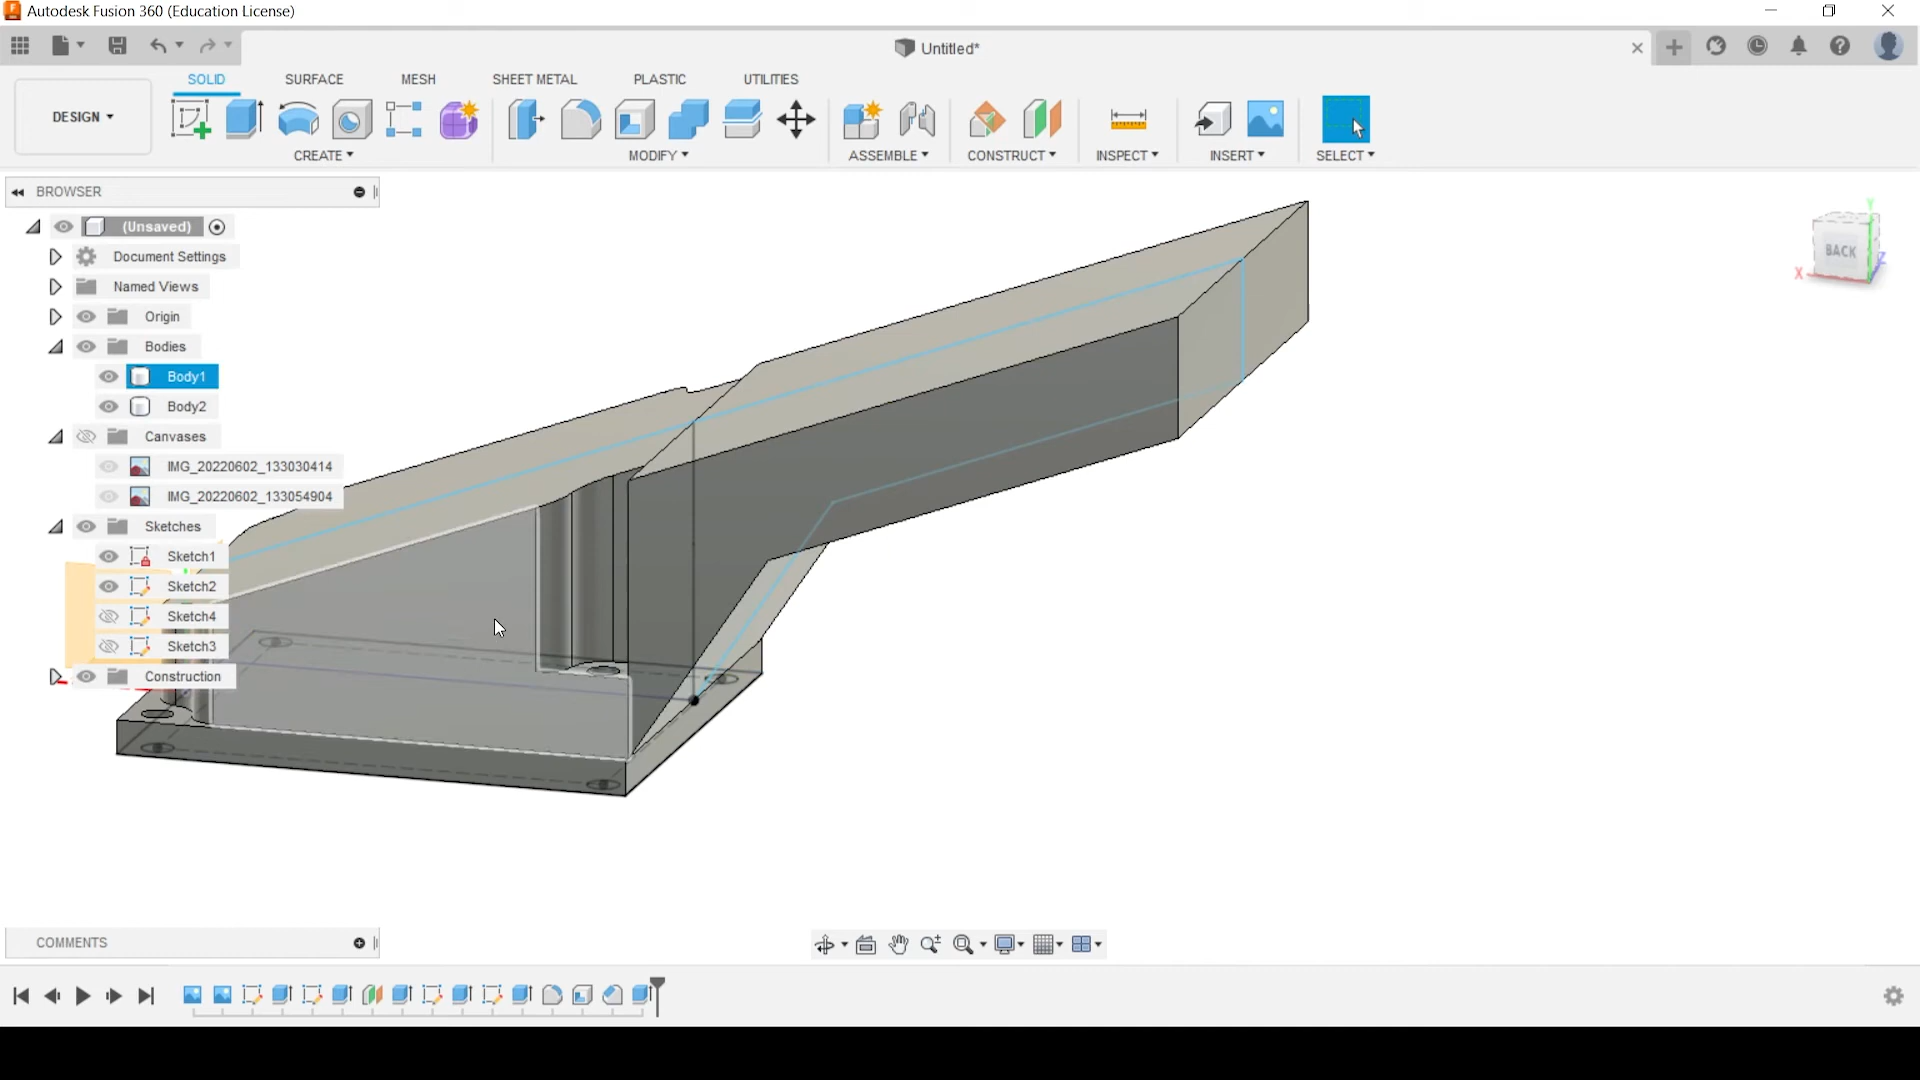 Autodesk Fusion 360 (Education License)
Untitled*
SOLID SURFACE MESH SHEET METAL PLASTIC UTILITIES
DESIGN
CREATE MODIFY ASSEMBLE CONSTRUCT INSPECT INSERT SELECT
BROWSER
(Unsaved)
Document Settings
Named Views
Origin
Bodies
Body1
Body2
Canvases
IMG_20220602_133030414
IMG_20220602_133054904
Sketches
Sketch1
Sketch2
Sketch4
Sketch3
Construction
Y
BACK
X
Z
COMMENTS